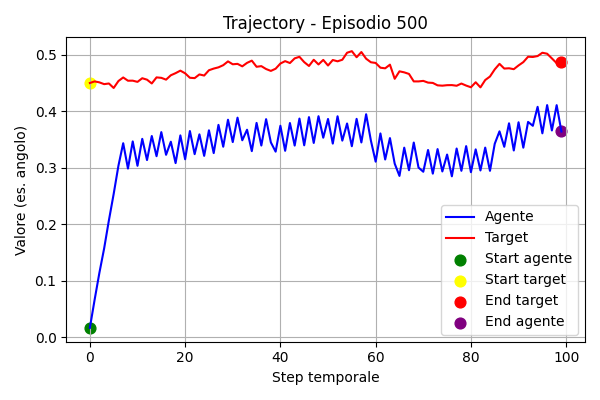 Trajectory - Episodio 500
Valore (es. angolo)
0.5
0.4
0.3
0.2
0.1
0.0
0
20
40
60
80
100
Step temporale
Agente
Target
Start agente
Start target
End target
End agente